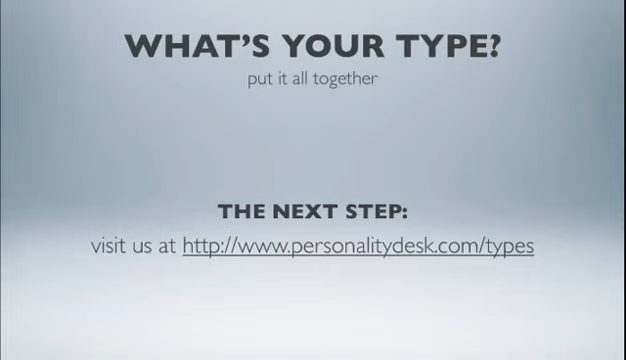 WHAT'S YOUR TYPE?
put it all together
THE NEXT STEP:
visit us at http://www.personalitydesk.com/types